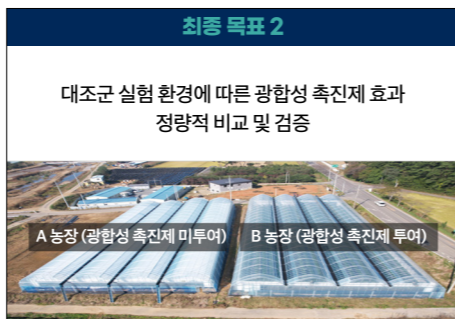 최종 목표 2
대조군 실험 환경에 따른 광합성 촉진제 효과
정량적 비교 및 검증
A 농장 (광합성 촉진제 미투여)
B 농장 (광합성 촉진제 투여)